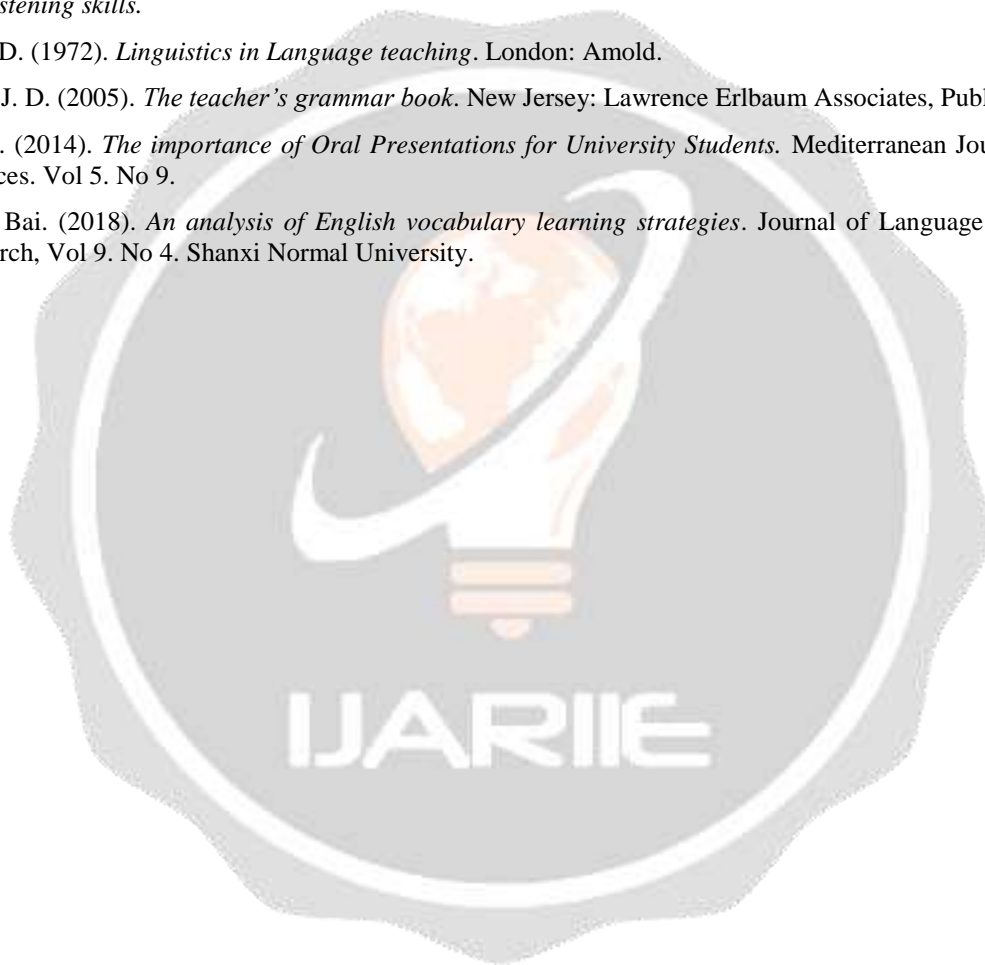 stening skills.
D. (1972). Linguistics in Language teaching. London: Amold.
J. D. (2005). The teacher’s grammar book. New Jersey: Lawrence Erlbaum Associates, Publ
. (2014). The importance of Oral Presentations for University Students. Mediterranean Jou
ces. Vol 5. No 9.
Bai. (2018). An analysis of English vocabulary learning strategies. Journal of Language
rch, Vol 9. No 4. Shanxi Normal University.
IJARIIE